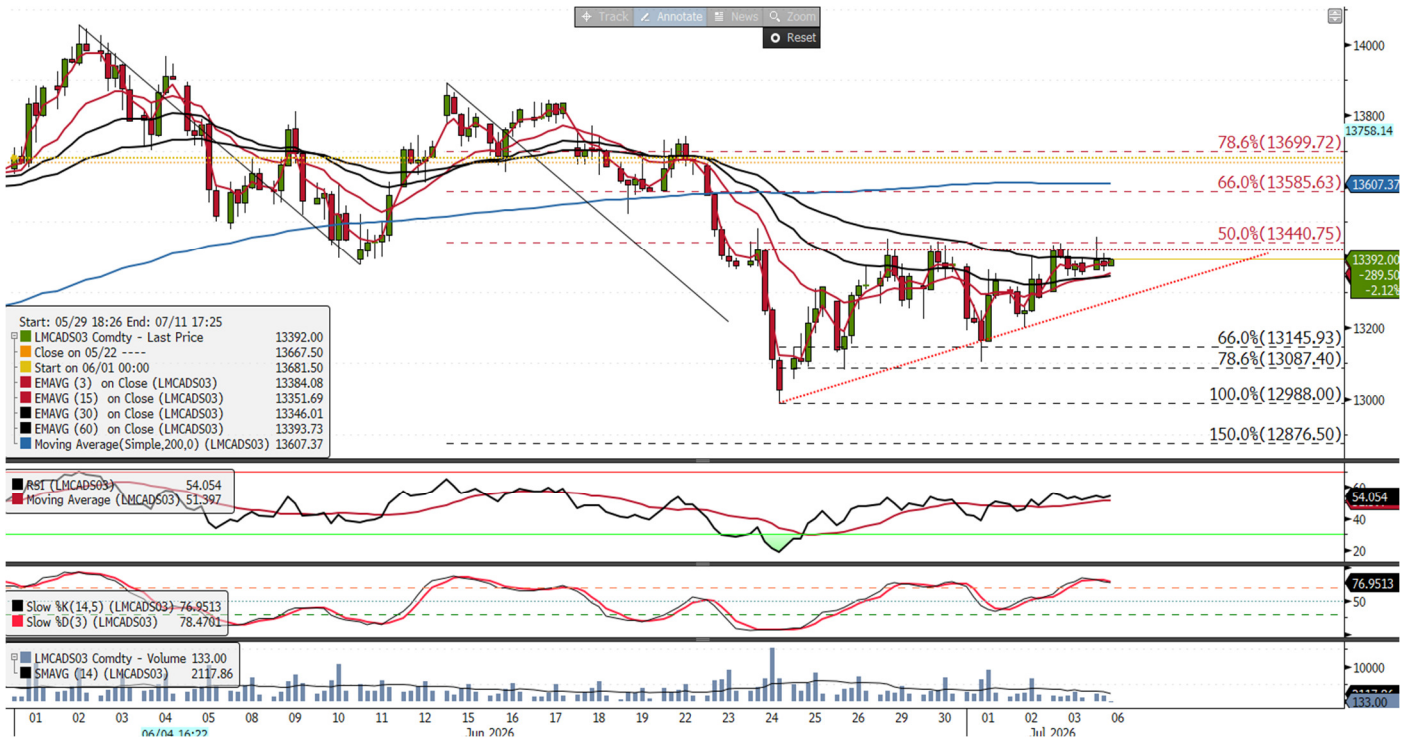 Track Annotate News Zoom
Reset
14000
13800
13758.14
78.6%(13699.72)
66.0%(13585.63)
13607.37
50.0%(13440.75)
13392.00
-289.50
-2.12%
13200
66.0%(13145.93)
78.6%(13087.40)
100.0%(12988.00)
13000
150.0%(12876.50)
Start: 05/29 18:26 End: 07/11 17:25
LMCADS03 Comdty - Last Price 13392.00
Close on 05/22 ---- 13667.50
Start on 06/01 00:00 13681.50
EMAVG (3) on Close (LMCADS03) 13384.08
EMAVG (15) on Close (LMCADS03) 13351.69
EMAVG (30) on Close (LMCADS03) 13346.01
EMAVG (60) on Close (LMCADS03) 13393.73
Moving Average(Simple,200,0) (LMCADS03) 13607.37
RSI (LMCADS03) 54.054
Moving Average (LMCADS03) 51.397
60
54.054
40
20
Slow %K(14,5) (LMCADS03) 76.9513
Slow %D(3) (LMCADS03) 78.4701
76.9513
50
LMCADS03 Comdty - Volume 133.00
SMAVG (14) (LMCADS03) 2117.86
10000
133.00
01 02 03 04 05 08 09 10 11 12 15 16 17 18 19 22 23 24 25 26 29 30 01 02 03 06
06/04 16:22 Jun 2026 Jul 2026